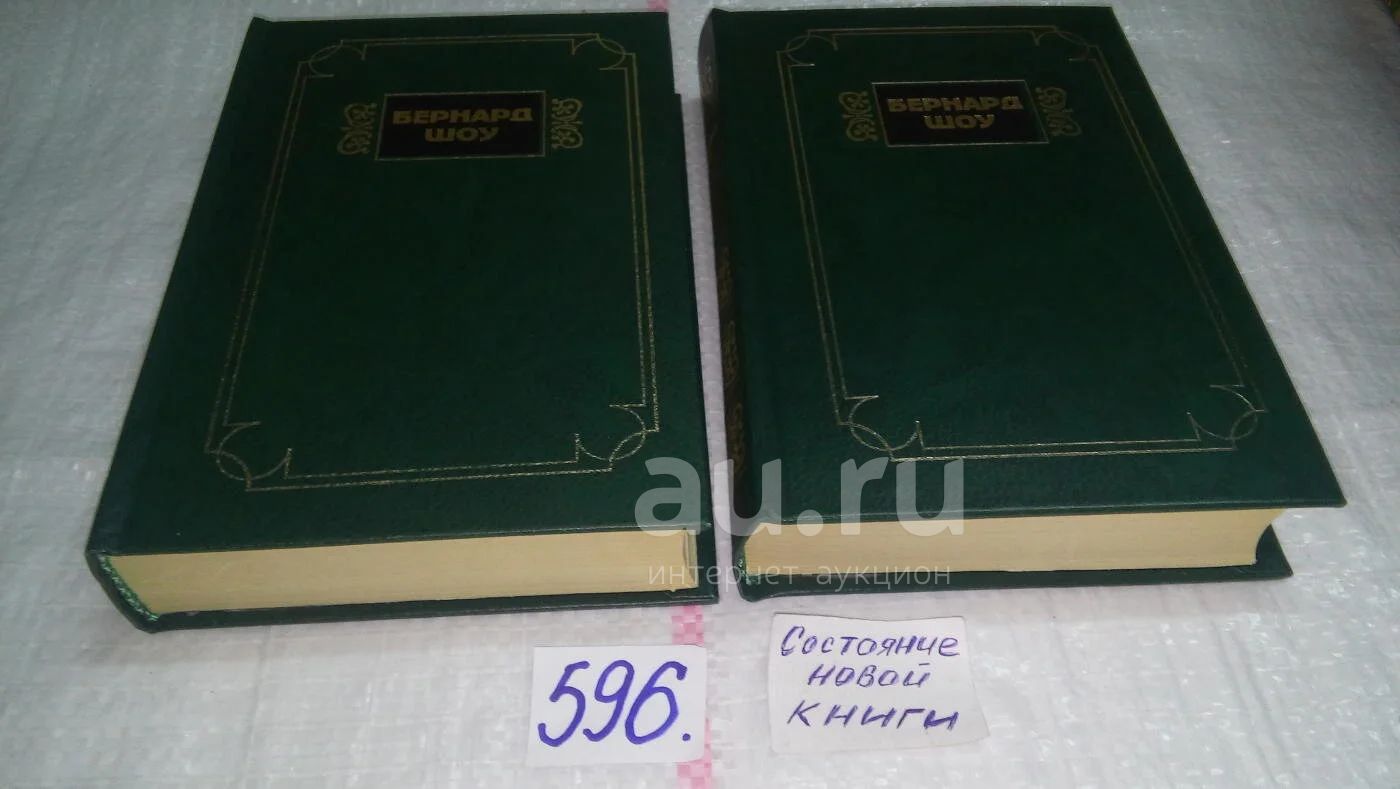 БЕРНАРД
ШОУ
БЕРНАРД
ШОУ
au.ru
интернет-аукцион
596.
Состояние
новой
книги